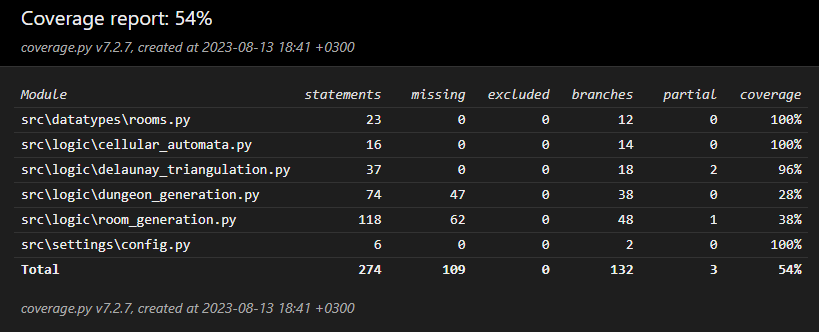 Coverage report: 54%
coverage.py v7.2.7, created at 2023-08-13 18:41 +0300
Module statements missing excluded branches partial coverage
src\datatypes\rooms.py 23 0 0 12 0 100%
src\logic\cellular_automata.py 16 0 0 14 0 100%
src\logic\delaunay_triangulation.py 37 0 0 18 2 96%
src\logic\dungeon_generation.py 74 47 0 38 0 28%
src\logic\room_generation.py 118 62 0 48 1 38%
src\settings\config.py 6 0 0 2 0 100%
Total 274 109 0 132 3 54%
coverage.py v7.2.7, created at 2023-08-13 18:41 +0300